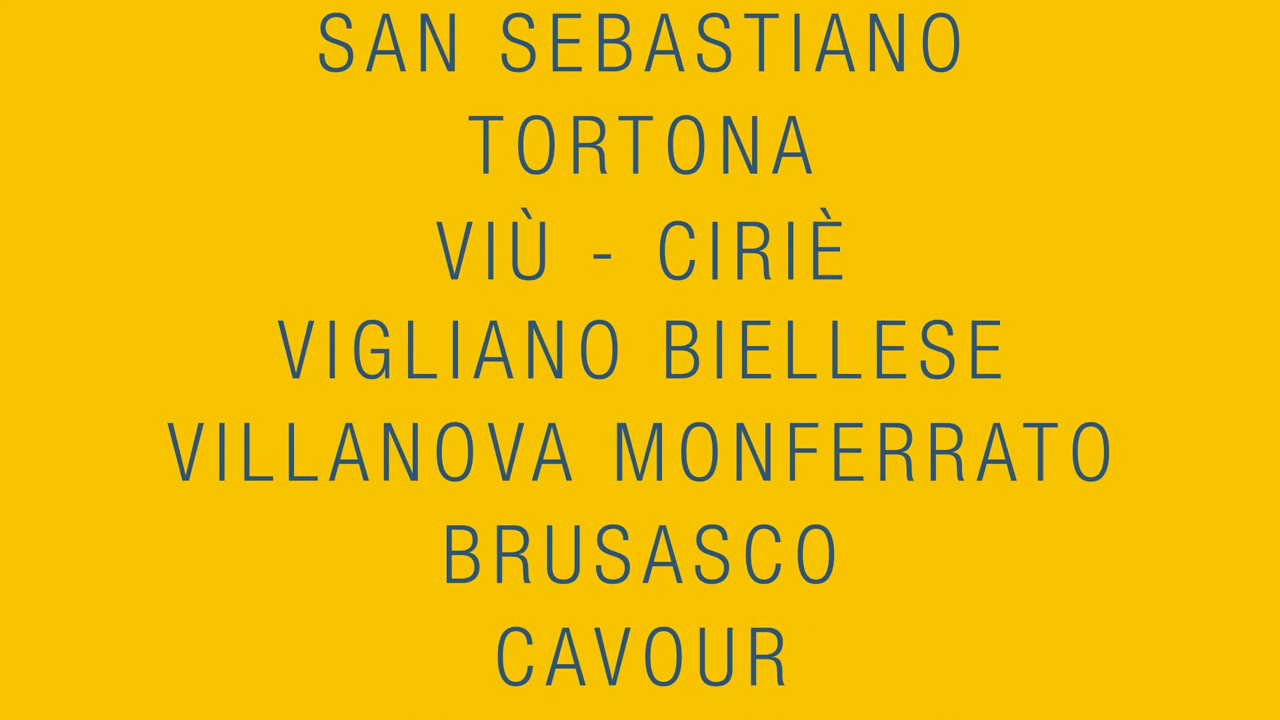 SAN SEBASTIANO
TORTONA
VIÙ - CIRIÈ
VIGLIANO BIELLESE
VILLANOVA MONFERRATO
BRUSASCO
CAVOUR